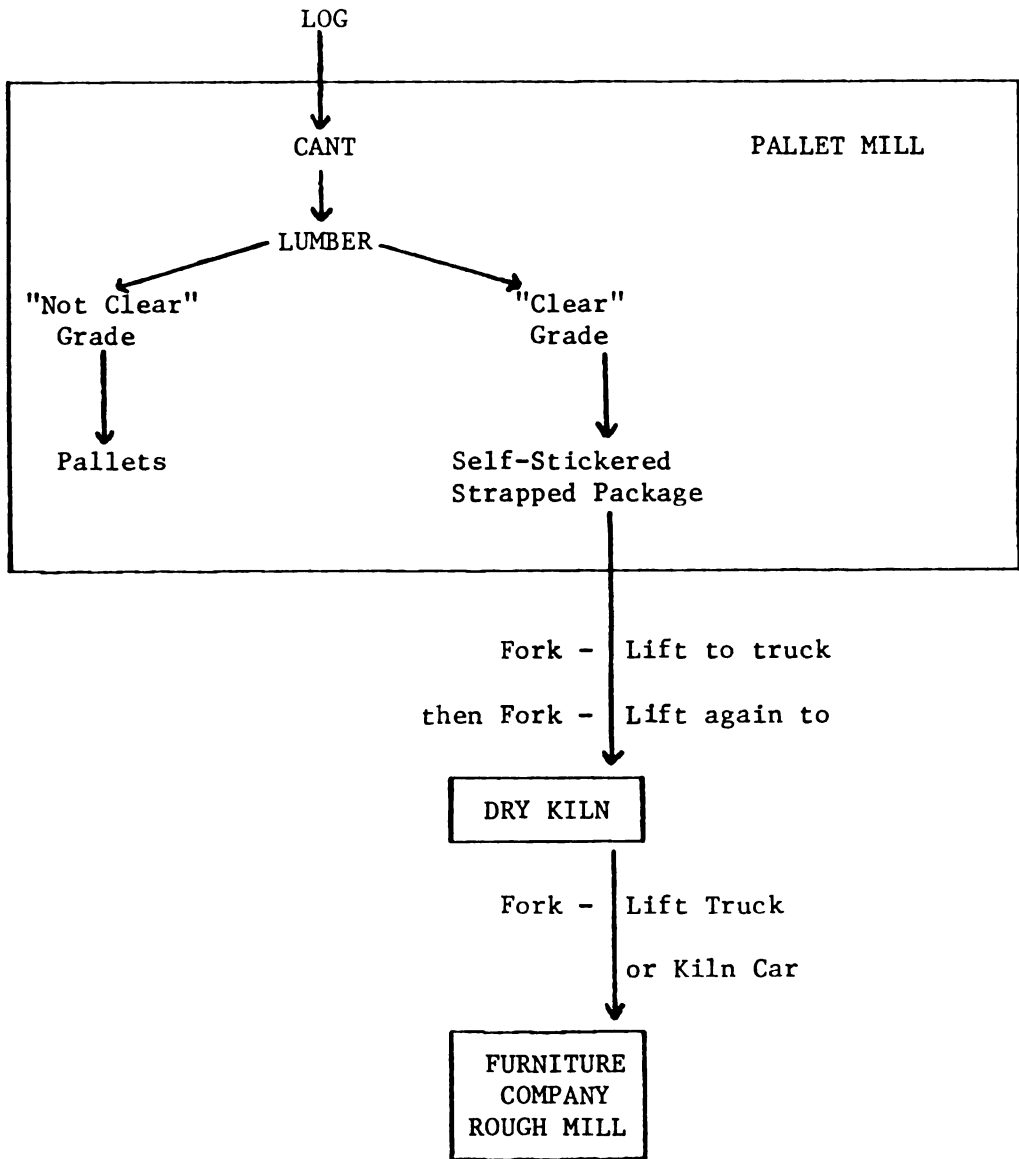 LOG
CANT
PALLET MILL
LUMBER
"Not Clear"
Grade
"Clear"
Grade
Pallets
Self-Stickered
Strapped Package
Fork - Lift to truck
then Fork - Lift again to
DRY KILN
Fork - Lift Truck
or Kiln Car
FURNITURE
COMPANY
ROUGH MILL